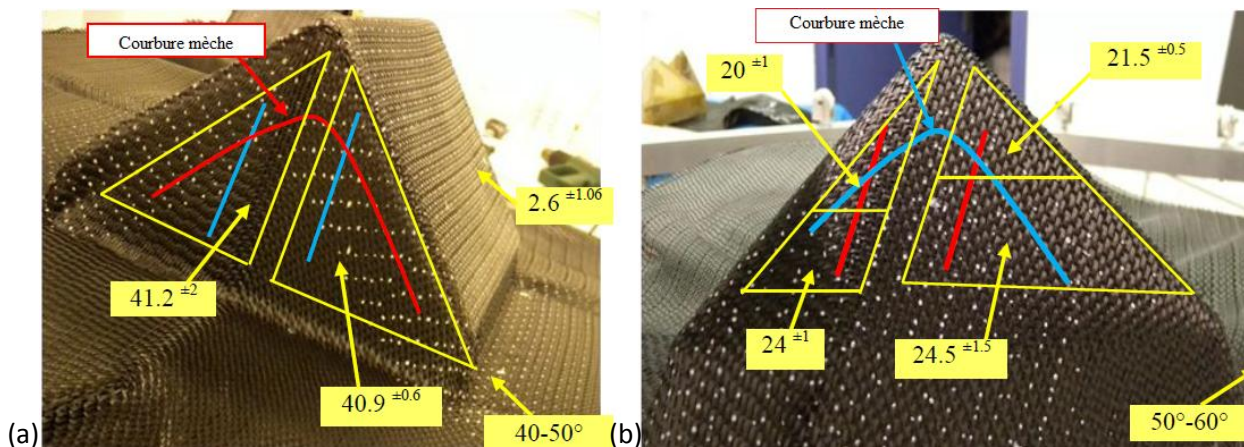 Courbure mèche
2.6 ±1.06
41.2 ±2
40.9 ±0.6
40-50°
(a)
Courbure mèche
20 ±1
21.5 ±0.5
24 ±1
24.5 ±1.5
50°-60°
(b)